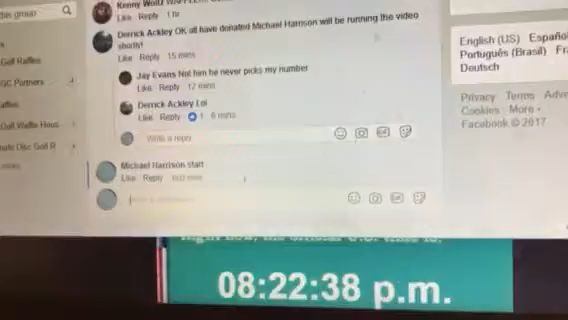 this group
Golf Raffles
GC Partners
affles
Golf Waffle Hous
Disc Golf R
Kenny Woltz
Like Reply 1 hr
Derrick Ackley OK all have donated Michael Harrison will be running the video
shortly!
Like Reply 15 mins
Jay Evans Not him he never picks my number
Like Reply 12 mins
Derrick Ackley Lol
Like Reply 1 6 mins
Write a reply
Michael Harrison start
Like Reply
English (US) Español
Português (Brasil) Fra
Deutsch
Privacy Terms Adve
Cookies More
Facebook © 2017
08:22:38 p.m.